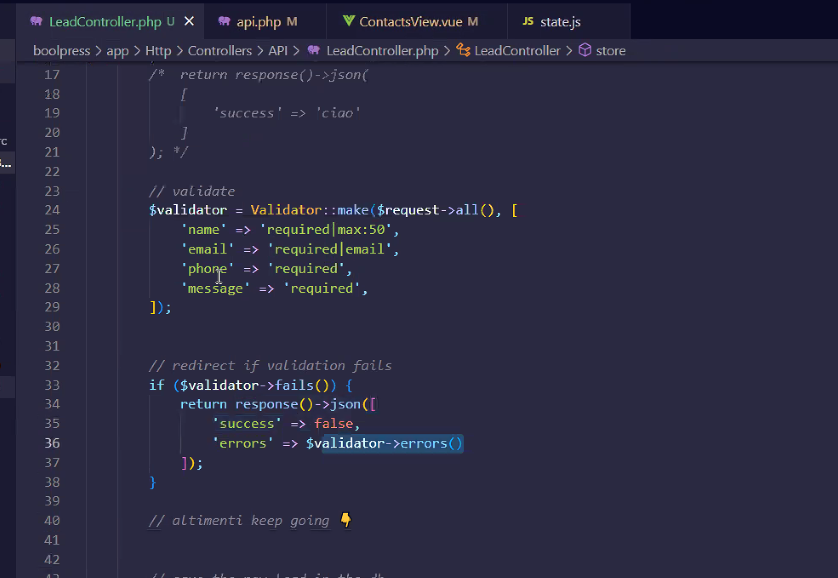 LeadController.php U × api.php M ContactsView.vue M JS state.js
boolpress > app > Http > Controllers > API > LeadController.php > LeadController > store
17 /* return response()->json(
18 [
19 'success' => 'ciao'
20 ]
21 ); */
22
23 // validate
24 $validator = Validator::make($request->all(), [
25 'name' => 'required|max:50',
26 'email' => 'required|email',
27 'phone' => 'required',
28 'message' => 'required',
29 ]);
30
31
32 // redirect if validation fails
33 if ($validator->fails()) {
34 return response()->json([
35 'success' => false,
36 'errors' => $validator->errors()
37 ]);
38 }
39
40 // altimenti keep going 👇
41
42